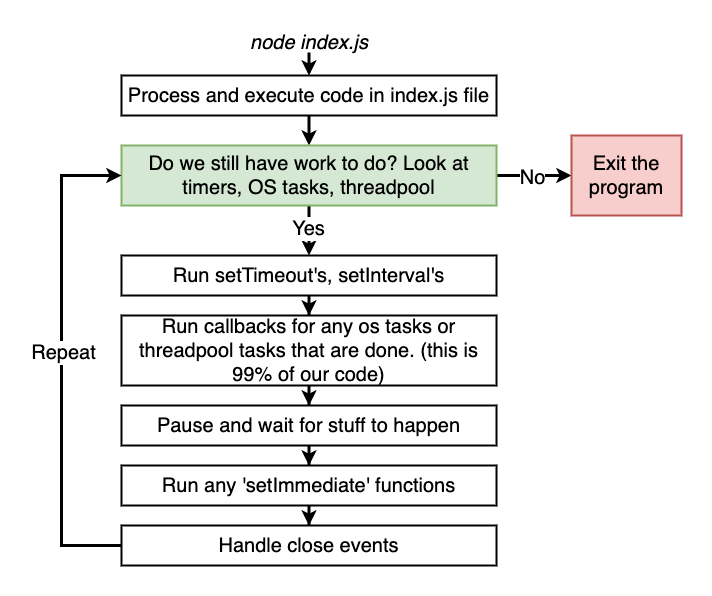 node index.js
Process and execute code in index.js file
Do we still have work to do? Look at
timers, OS tasks, threadpool
No
Exit the
program
Yes
Run setTimeout's, setInterval's
Run callbacks for any os tasks or
threadpool tasks that are done. (this is
99% of our code)
Repeat
Pause and wait for stuff to happen
Run any 'setImmediate' functions
Handle close events